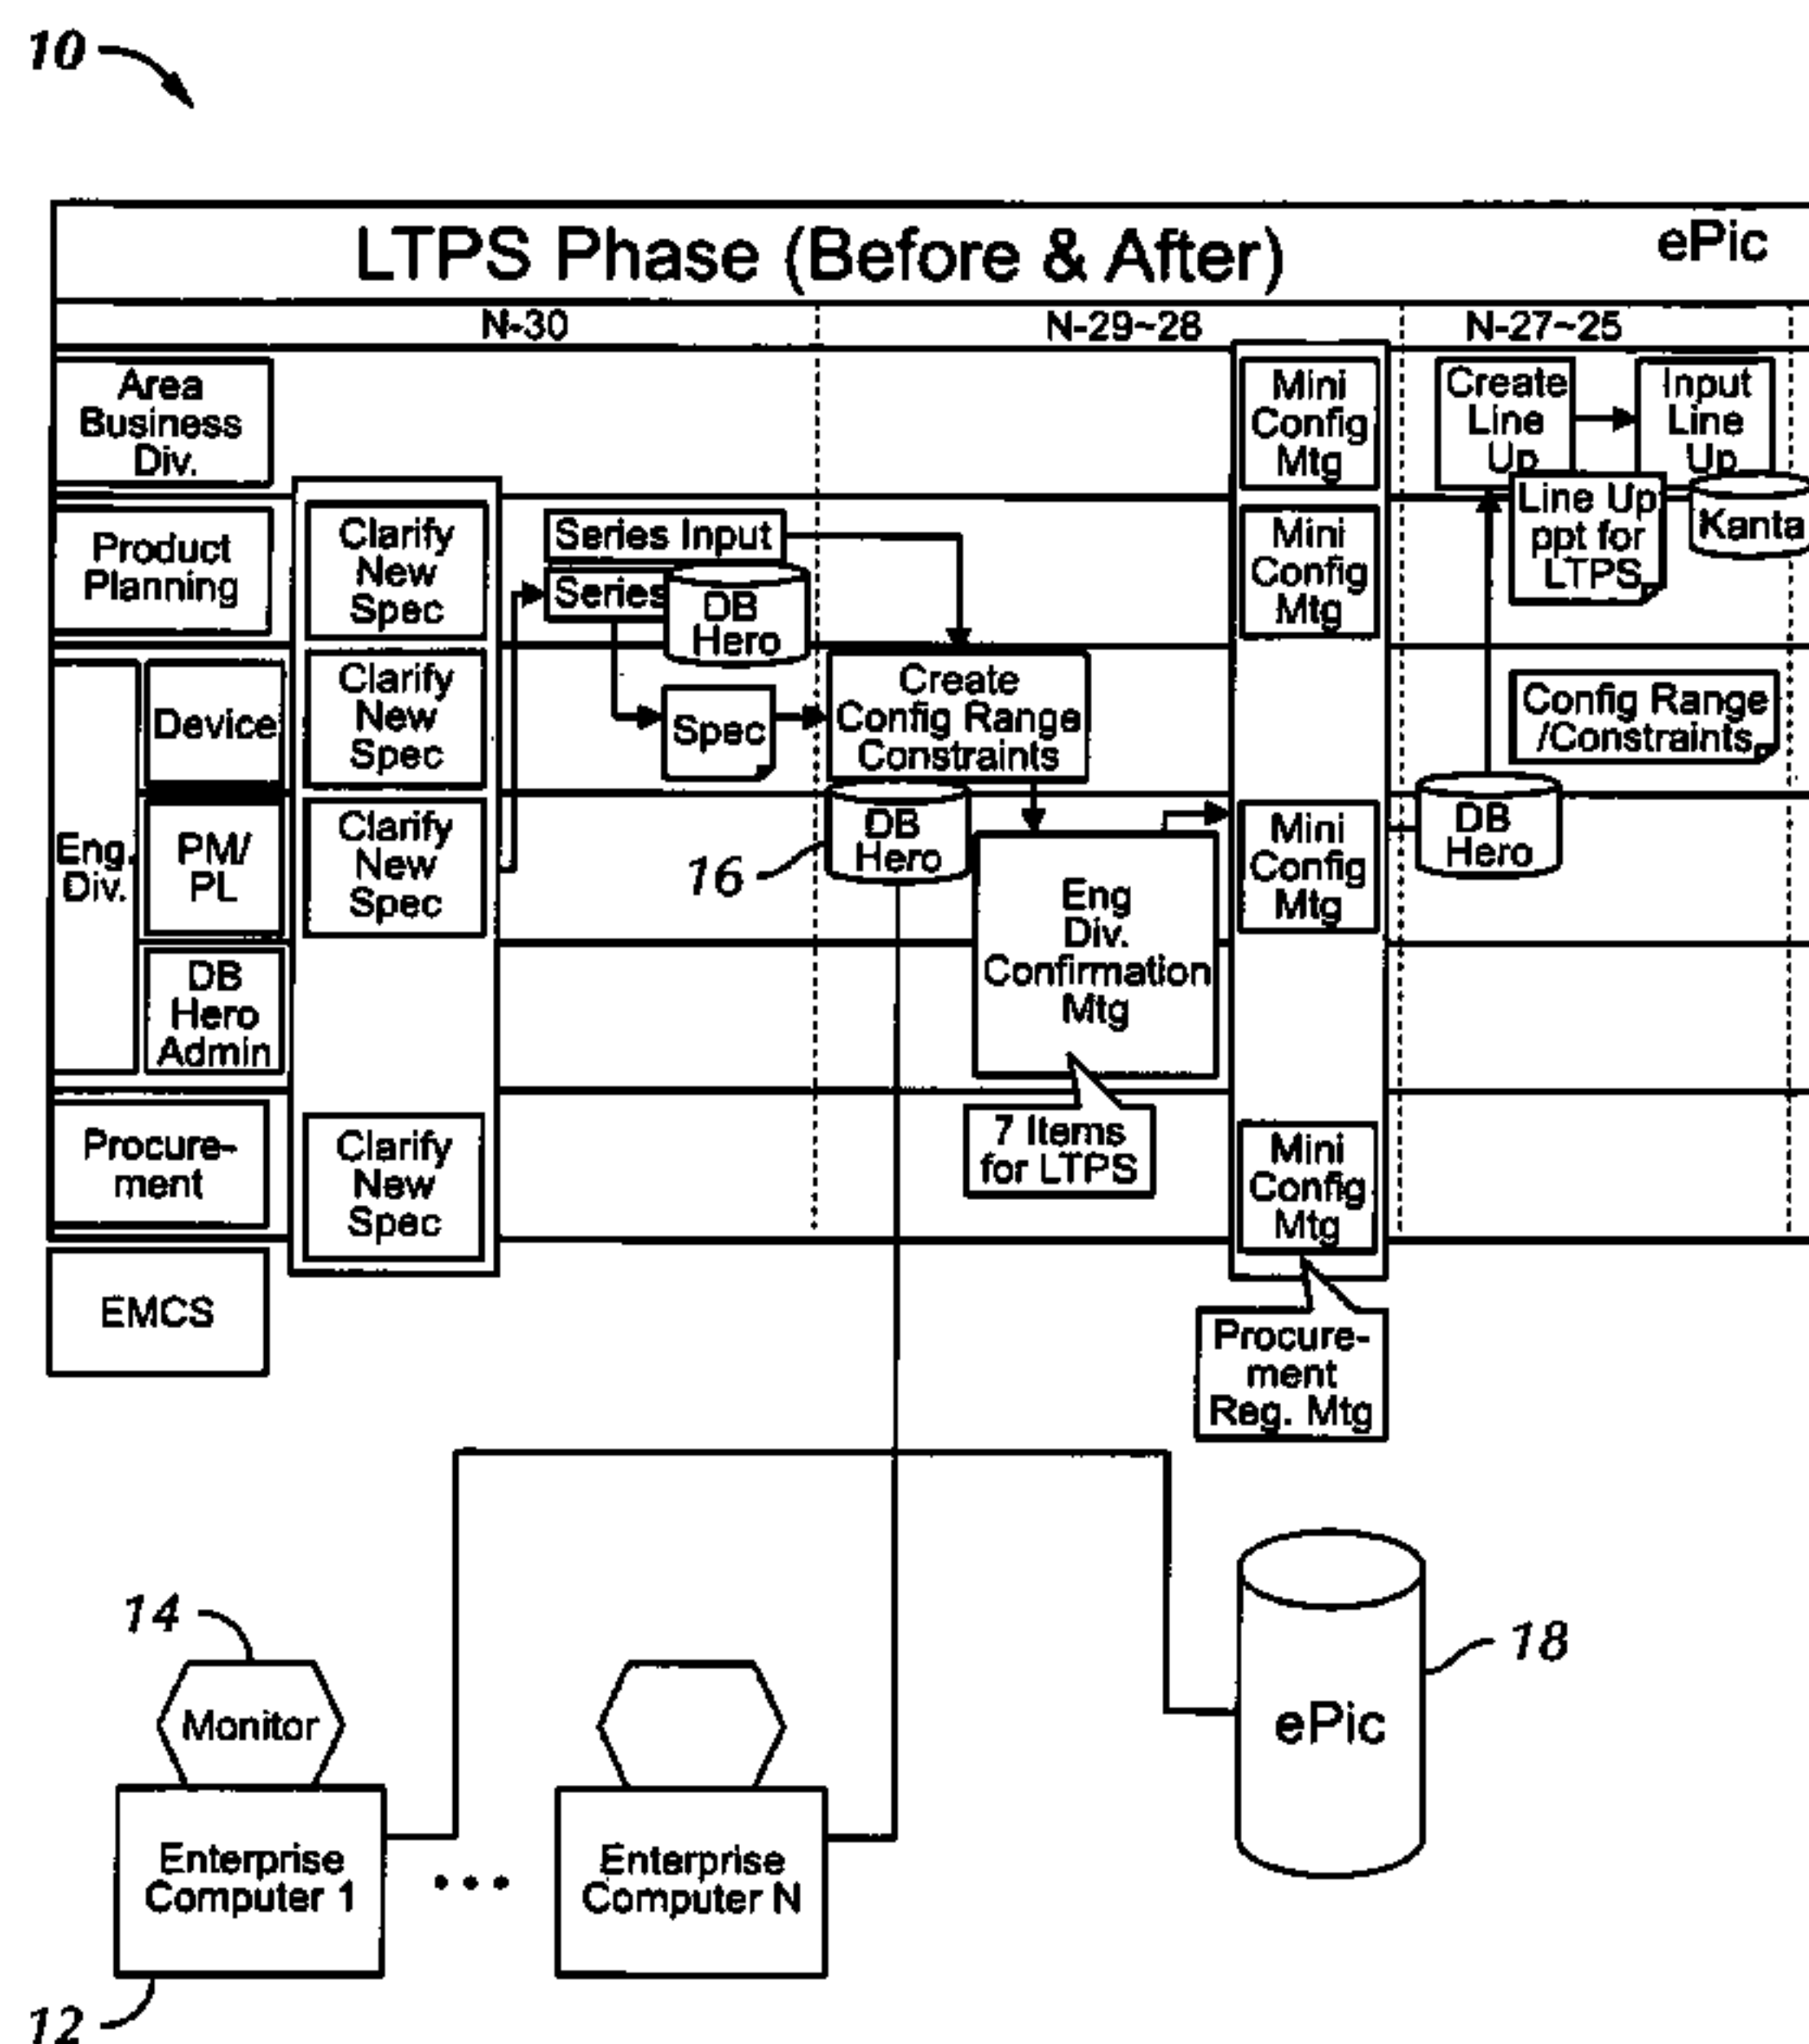 10
LTPS Phase (Before & After)
ePic
N-30
N-29~28
N-27~25
Area
Business
Div.
Mini
Config
Mtg
Create
Line
Up
Input
Line
Up
Product
Planning
Clarify
New
Spec
Series Input
Series
DB
Hero
Mini
Config
Mtg
Line Up
ppt for
LTPS
Kanta
Eng.
Div.
Device
Clarify
New
Spec
Spec
Create
Config Range
Constraints
Config Range
/Constraints
PM/
PL
Clarify
New
Spec
16
DB
Hero
Eng
Div.
Confirmation
Mtg
Mini
Config
Mtg
DB
Hero
DB
Hero
Admin
7 Items
for LTPS
Procure-
ment
Clarify
New
Spec
Mini
Config
Mtg
EMCS
Procure-
ment
Reg. Mtg
14
Monitor
Enterprise
Computer 1
12
• • •
Enterprise
Computer N
ePic
18